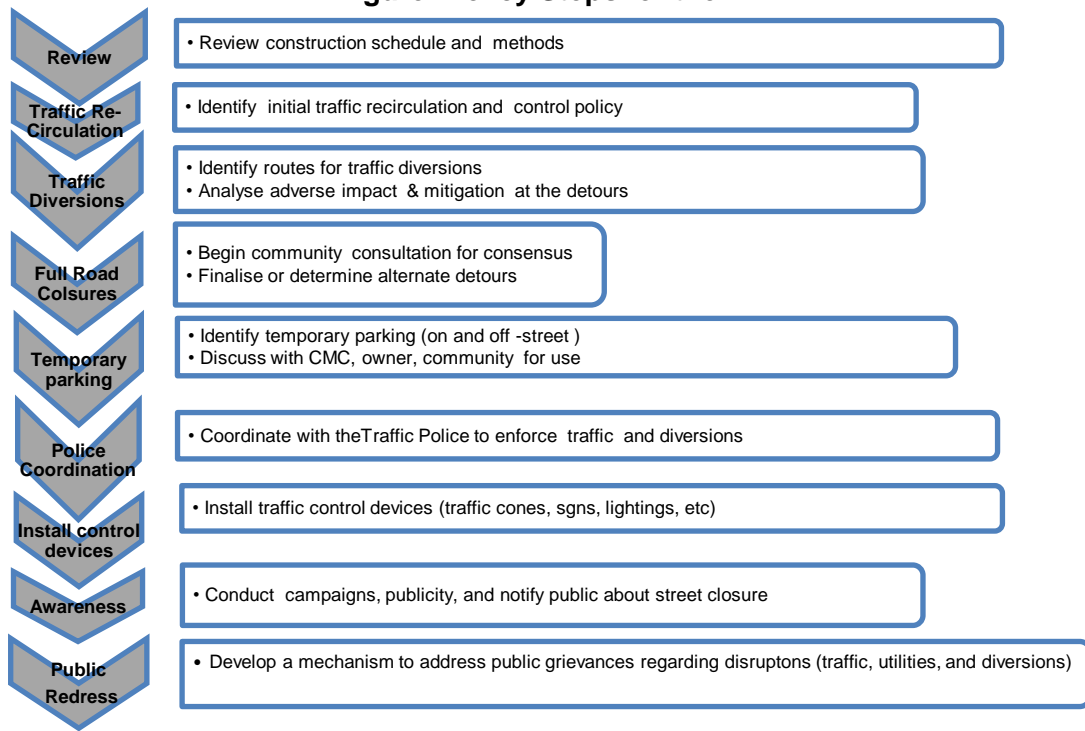 Review
• Review construction schedule and methods
Traffic Re-
Circulation
• Identify initial traffic recirculation and control policy
Traffic
Diversions
• Identify routes for traffic diversions
• Analyse adverse impact & mitigation at the detours
Full Road
Colsures
• Begin community consultation for consensus
• Finalise or determine alternate detours
Temporary
parking
• Identify temporary parking (on and off -street )
• Discuss with CMC, owner, community for use
Police
Coordination
• Coordinate with theTraffic Police to enforce traffic and diversions
Install control
devices
• Install traffic control devices (traffic cones, sgns, lightings, etc)
Awareness
• Conduct campaigns, publicity, and notify public about street closure
Public
Redress
• Develop a mechanism to address public grievances regarding disruptons (traffic, utilities, and diversions)